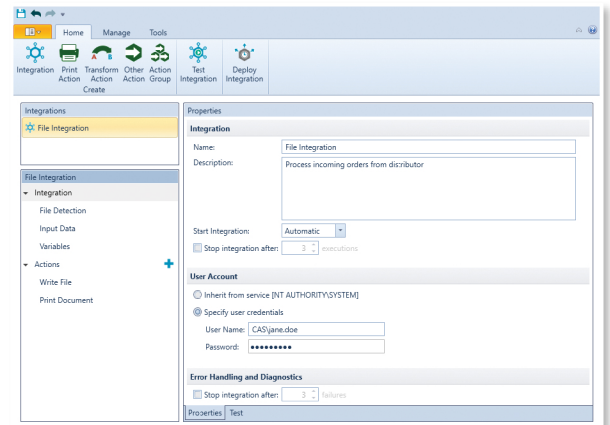 Home Manage Tools
Integration Print Action Transform Action Other Action Action Group Test Integration Deploy Integration
Create
Integrations
File Integration
File Integration
Integration
File Detection
Input Data
Variables
Actions
Write File
Print Document
Properties
Integration
Name: File Integration
Description: Process incoming orders from distributor
Start Integration: Automatic
Stop integration after: 3 executions
User Account
Inherit from service [NT AUTHORITY\SYSTEM]
Specify user credentials
User Name: CAS\jane.doe
Password: •••••••••
Error Handling and Diagnostics
Stop integration after: 3 failures
Properties Test